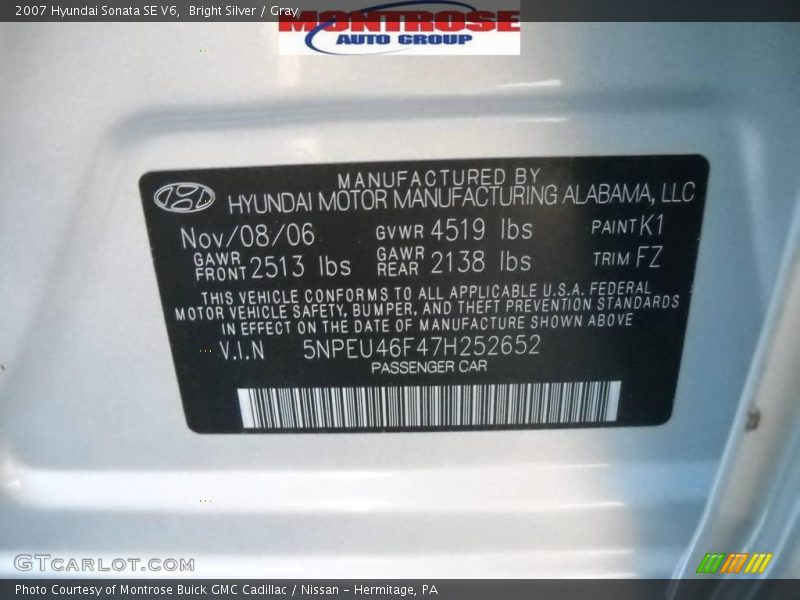 2007 Hyundai Sonata SE V6,  Bright Silver / Gray
MONTROSE
AUTO GROUP
MANUFACTURED BY
HYUNDAI MOTOR MANUFACTURING ALABAMA, LLC
Nov/08/06 GVWR 4519 lbs PAINT K1
GAWR FRONT 2513 lbs GAWR REAR 2138 lbs TRIM FZ
THIS VEHICLE CONFORMS TO ALL APPLICABLE U.S.A. FEDERAL
MOTOR VEHICLE SAFETY, BUMPER, AND THEFT PREVENTION STANDARDS
IN EFFECT ON THE DATE OF MANUFACTURE SHOWN ABOVE
V.I.N 5NPEU46F47H252652
PASSENGER CAR
GTCARLOT.COM
Photo Courtesy of Montrose Buick GMC Cadillac / Nissan - Hermitage, PA